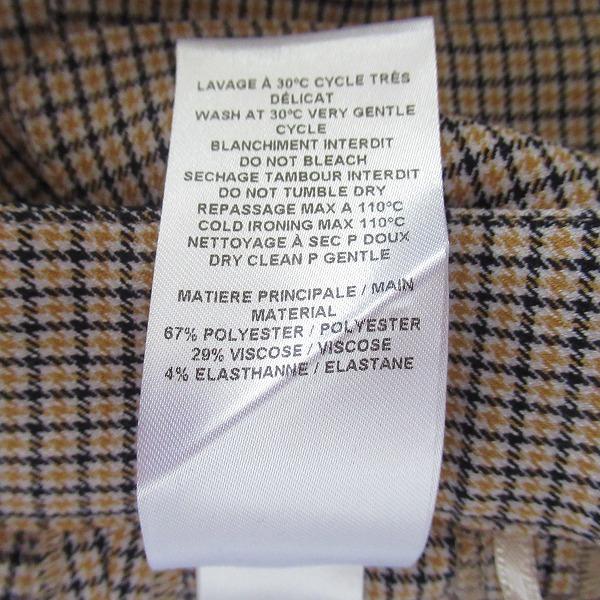 LAVAGE À 30°C CYCLE TRÈS
DÉLICAT
WASH AT 30°C VERY GENTLE
CYCLE
BLANCHIMENT INTERDIT
DO NOT BLEACH
SECHAGE TAMBOUR INTERDIT
DO NOT TUMBLE DRY
REPASSAGE MAX A 110°C
COLD IRONING MAX 110°C
NETTOYAGE À SEC P DOUX
DRY CLEAN P GENTLE
MATIERE PRINCIPALE / MAIN
MATERIAL
67% POLYESTER / POLYESTER
29% VISCOSE / VISCOSE
4% ELASTHANNE / ELASTANE